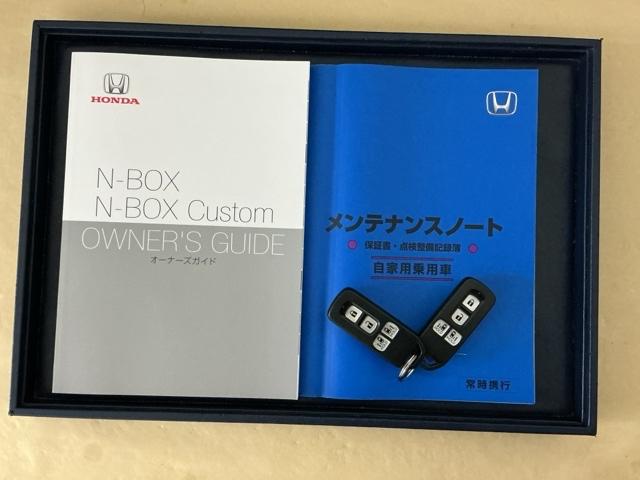 HONDA
N-BOX
N-BOX Custom
OWNER'S GUIDE
オーナーズガイド
メンテナンスノート
保証書・点検整備記録簿
自家用乗用車
常時携行